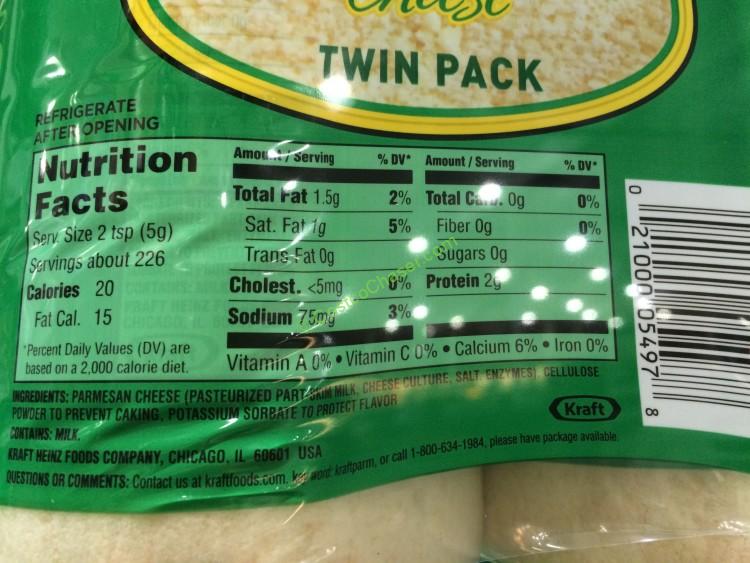 Cheese
TWIN PACK
REFRIGERATE
AFTER OPENING
Nutrition
Facts
Serv. Size 2 tsp (5g)
Servings about 226
Calories 20
Fat Cal. 15
*Percent Daily Values (DV) are
based on a 2,000 calorie diet.
Amount / Serving % DV*
Total Fat 1.5g 2%
Sat. Fat 1g 5%
Trans Fat 0g
Cholest. <5mg 0%
Sodium 75mg 3%
Amount / Serving % DV*
Total Carb. 0g 0%
Fiber 0g 0%
Sugars 0g
Protein 2g
Vitamin A 0% • Vitamin C 0% • Calcium 6% • Iron 0%
INGREDIENTS: PARMESAN CHEESE (PASTEURIZED PART-SKIM MILK, CHEESE CULTURE, SALT, ENZYMES), CELLULOSE
POWDER TO PREVENT CAKING, POTASSIUM SORBATE TO PROTECT FLAVOR
CONTAINS: MILK.
KRAFT HEINZ FOODS COMPANY, CHICAGO, IL 60601 USA
QUESTIONS OR COMMENTS: Contact us at kraftfoods.com, key word: kraftparm, or call 1-800-634-1984, please have package available.
Kraft
0 21000 05497 8